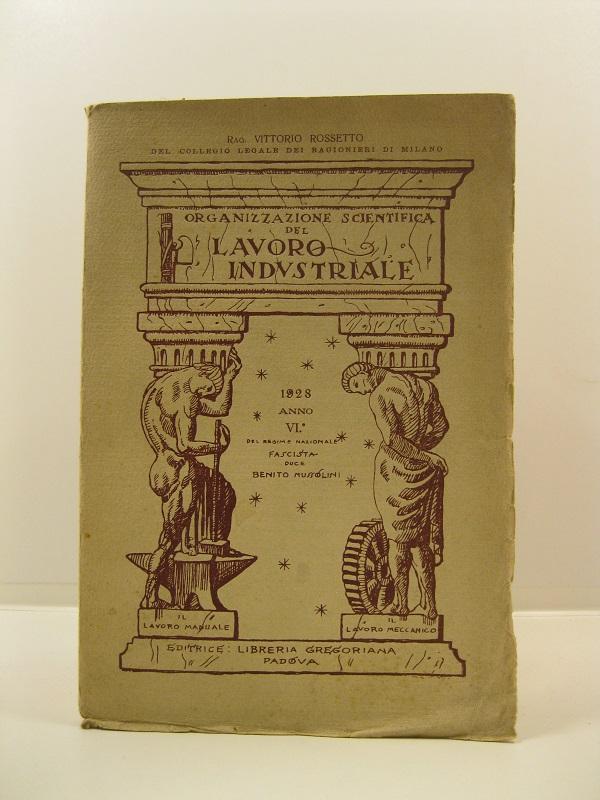 Rag. VITTORIO ROSSETTO
DEL COLLEGIO LEGALE DEI RAGIONIERI DI MILANO
ORGANIZZAZIONE SCIENTIFICA
DEL
LAVORO
INDVSTRIALE
1928
ANNO
VI.º
DEL REGIME NAZIONALE
FASCISTA
DUCE
BENITO MUSSOLINI
IL
LAVORO MANUALE
IL
LAVORO MECCANICO
EDITRICE: LIBRERIA GREGORIANA
PADOVA